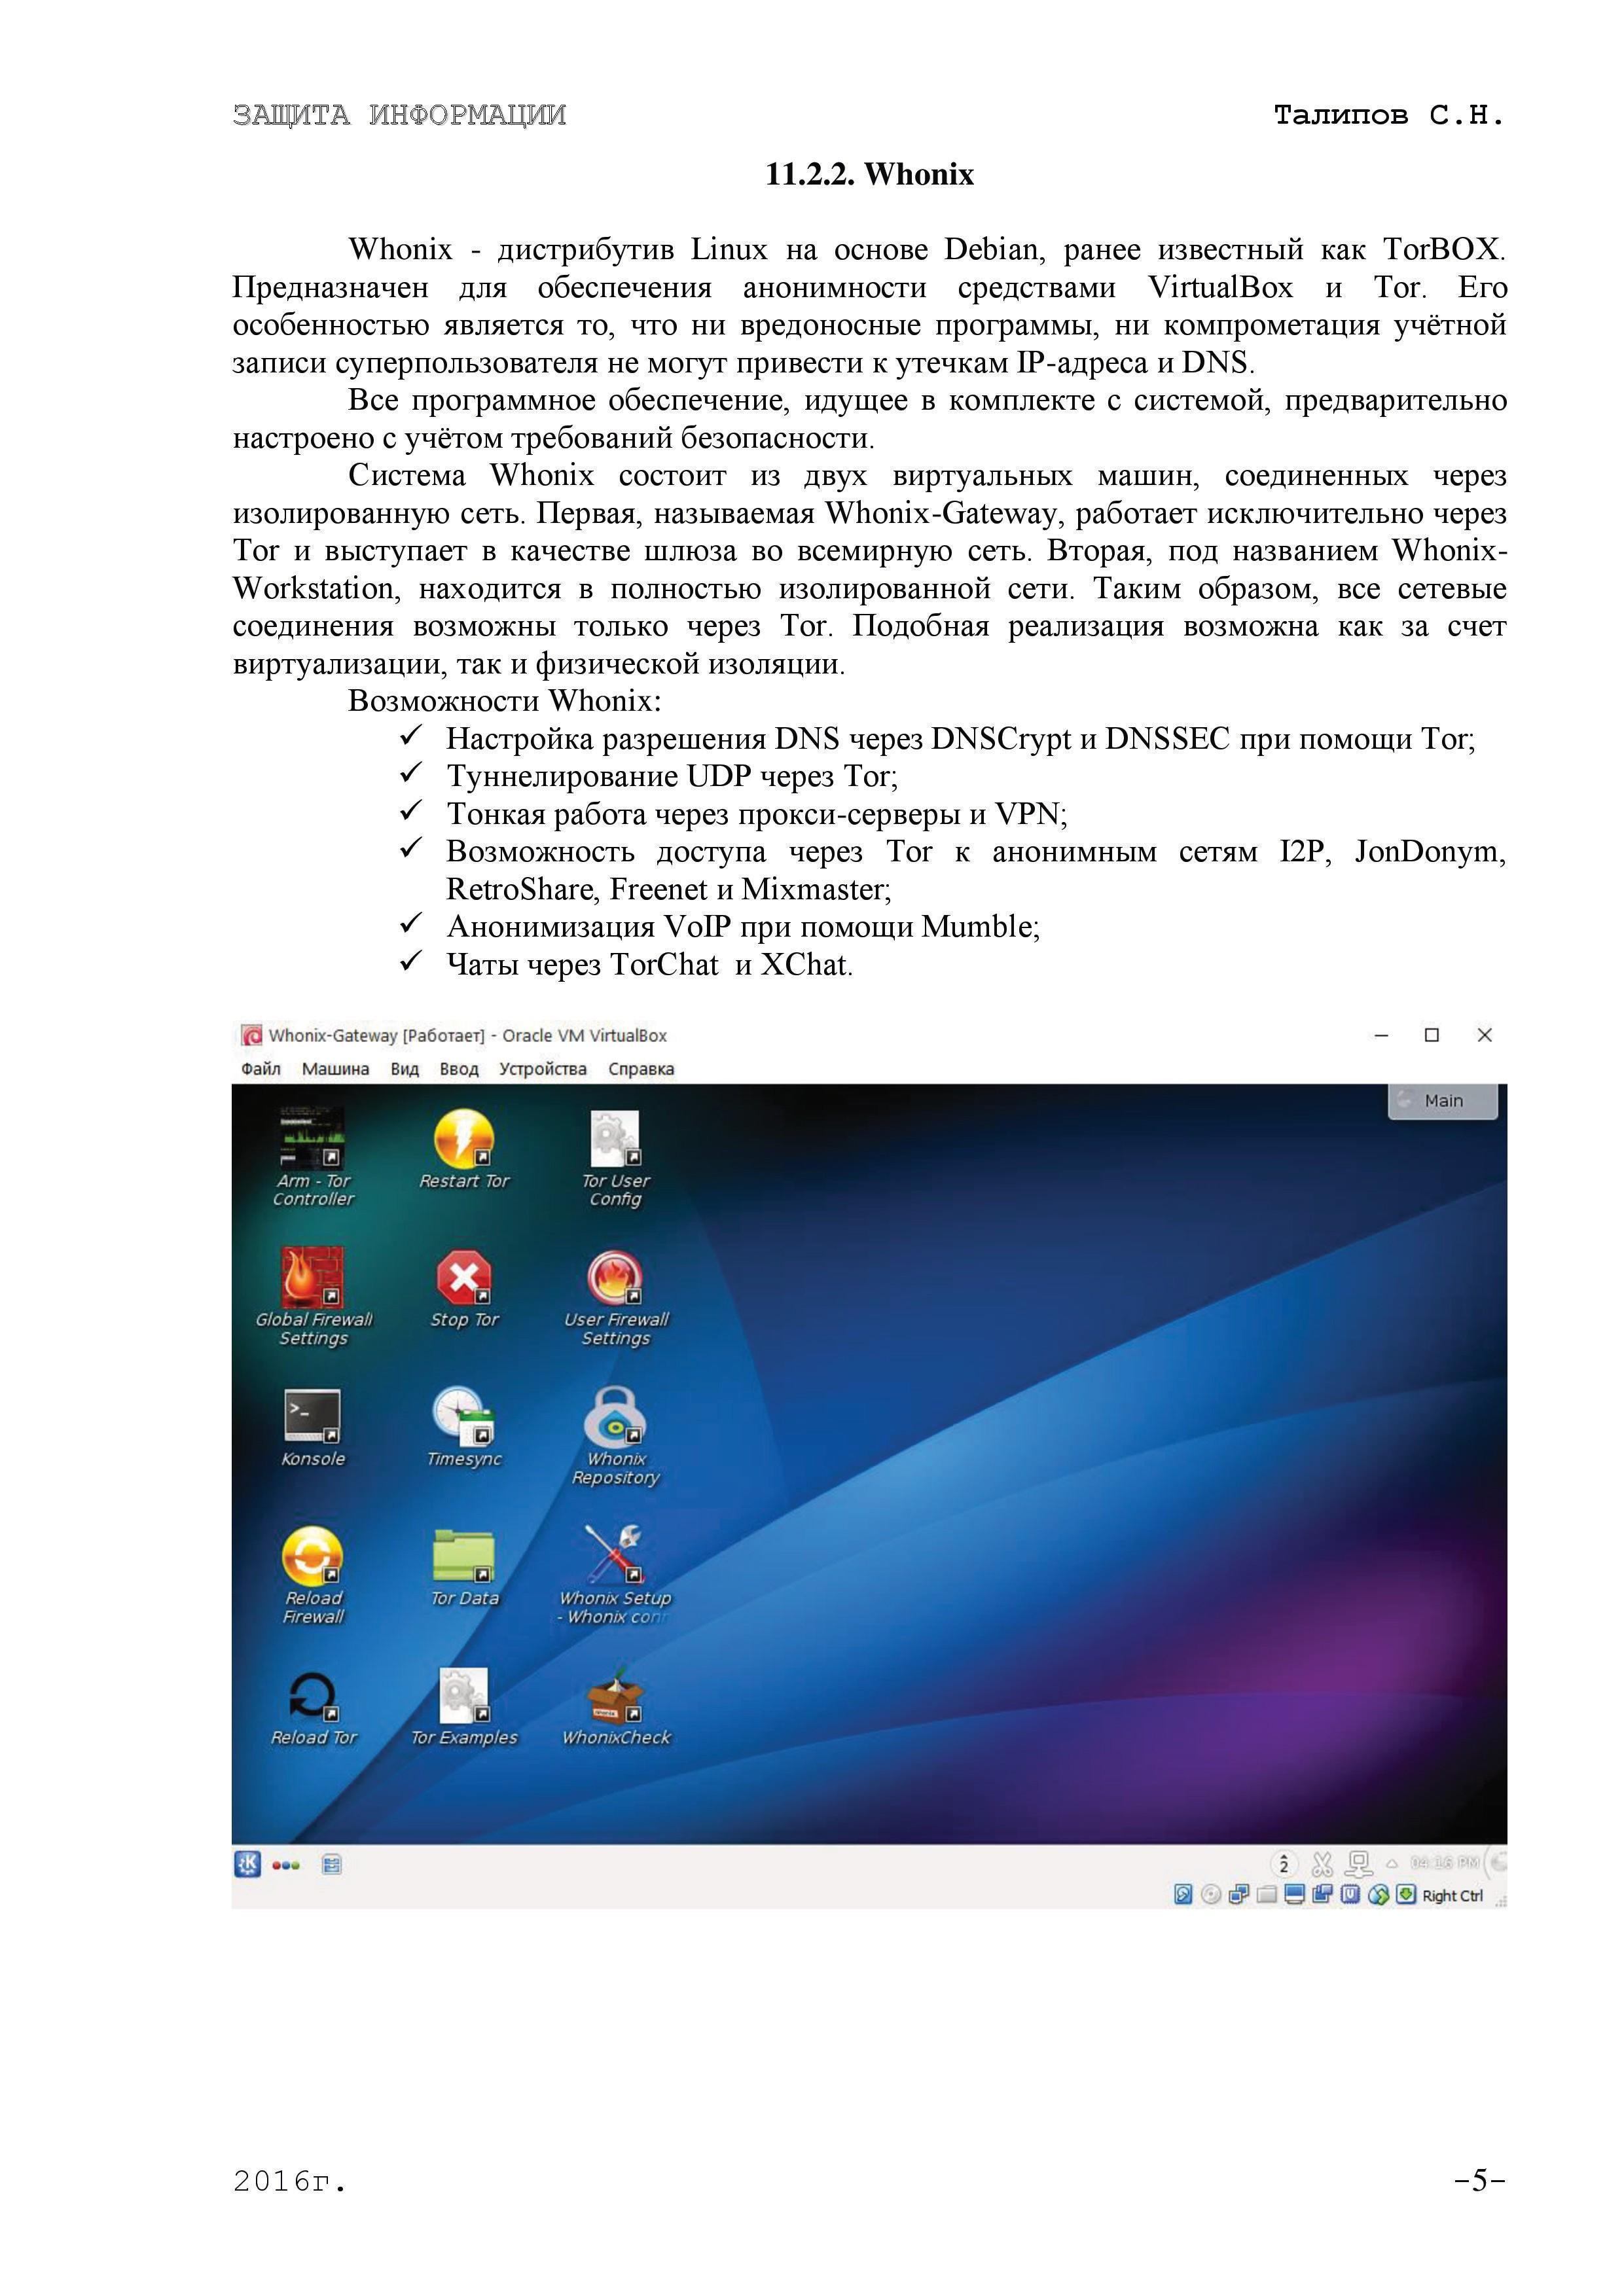 ЗАЩИТА ИНФОРМАЦИИ
Талипов С.Н.
11.2.2. Whonix
Whonix - дистрибутив Linux на основе Debian, ранее известный как TorBOX.
Предназначен для обеспечения анонимности средствами VirtualBox и Tor. Его
особенностью является то, что ни вредоносные программы, ни компрометация учётной
записи суперпользователя не могут привести к утечкам IP-адреса и DNS.
Все программное обеспечение, идущее в комплекте с системой, предварительно
настроено с учётом требований безопасности.
Система Whonix состоит из двух виртуальных машин, соединенных через
изолированную сеть. Первая, называемая Whonix-Gateway, работает исключительно через
Tor и выступает в качестве шлюза во всемирную сеть. Вторая, под названием Whonix-
Workstation, находится в полностью изолированной сети. Таким образом, все сетевые
соединения возможны только через Tor. Подобная реализация возможна как за счет
виртуализации, так и физической изоляции.
Возможности Whonix:
✓ Настройка разрешения DNS через DNSCrypt и DNSSEC при помощи Tor;
✓ Туннелирование UDP через Tor;
✓ Тонкая работа через прокси-серверы и VPN;
✓ Возможность доступа через Tor к анонимным сетям I2P, JonDonym,
RetroShare, Freenet и Mixmaster;
✓ Анонимизация VoIP при помощи Mumble;
✓ Чаты через TorChat и XChat.
Whonix-Gateway [Работает] - Oracle VM VirtualBox
Файл Машина Вид Ввод Устройства Справка
Main
Arm - Tor
Controller
Restart Tor
Tor User
Config
Global Firewall
Settings
Stop Tor
User Firewall
Settings
Konsole
Timesync
Whonix
Repository
Reload
Firewall
Tor Data
Whonix Setup
- Whonix conn
Reload Tor
Tor Examples
WhonixCheck
2
04:16 PM
Right Ctrl
2016г.
-5-